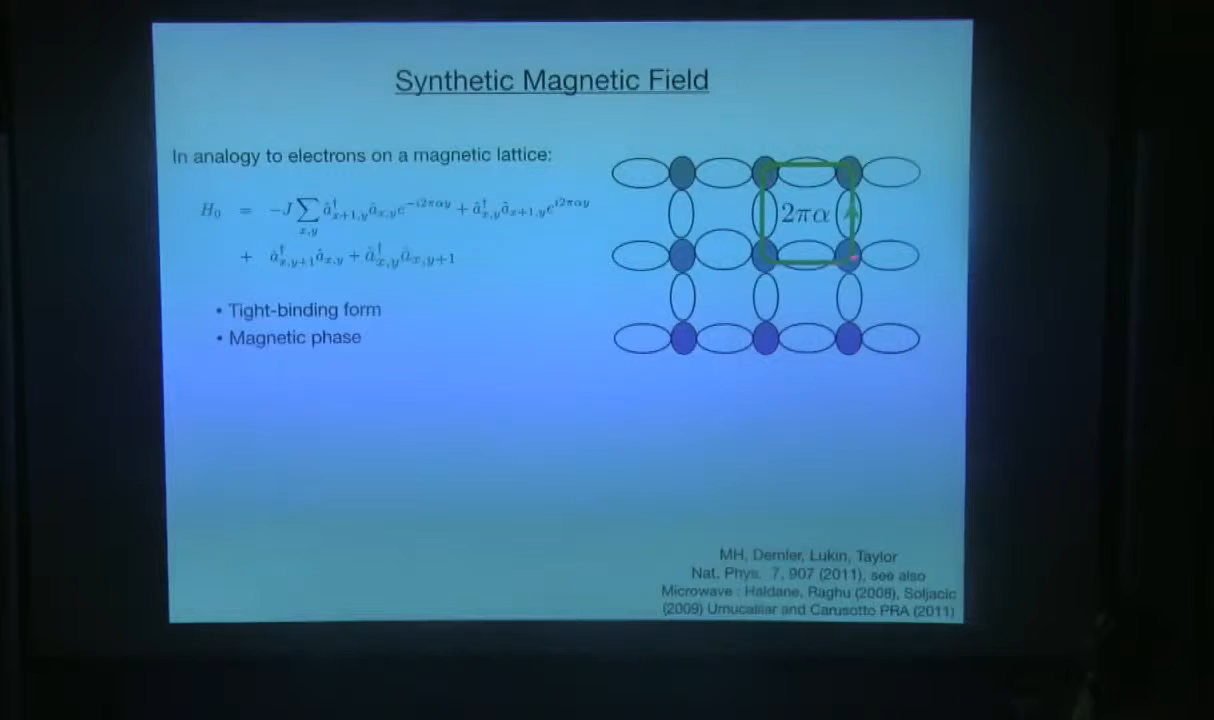 Synthetic Magnetic Field
In analogy to electrons on a magnetic lattice:
H₀ = −J ∑_{x,y} â†_{x+1,y} â_{x,y} e^{−i2παy} + â†_{x,y} â_{x+1,y} e^{i2παy}
+ â†_{x,y+1} â_{x,y} + â†_{x,y} â_{x,y+1}
• Tight-binding form
• Magnetic phase
2πα
MH, Demler, Lukin, Taylor
Nat. Phys. 7, 907 (2011), see also
Microwave : Haldane, Raghu (2008), Soljacic
(2009) Umucalilar and Carusotto PRA (2011)